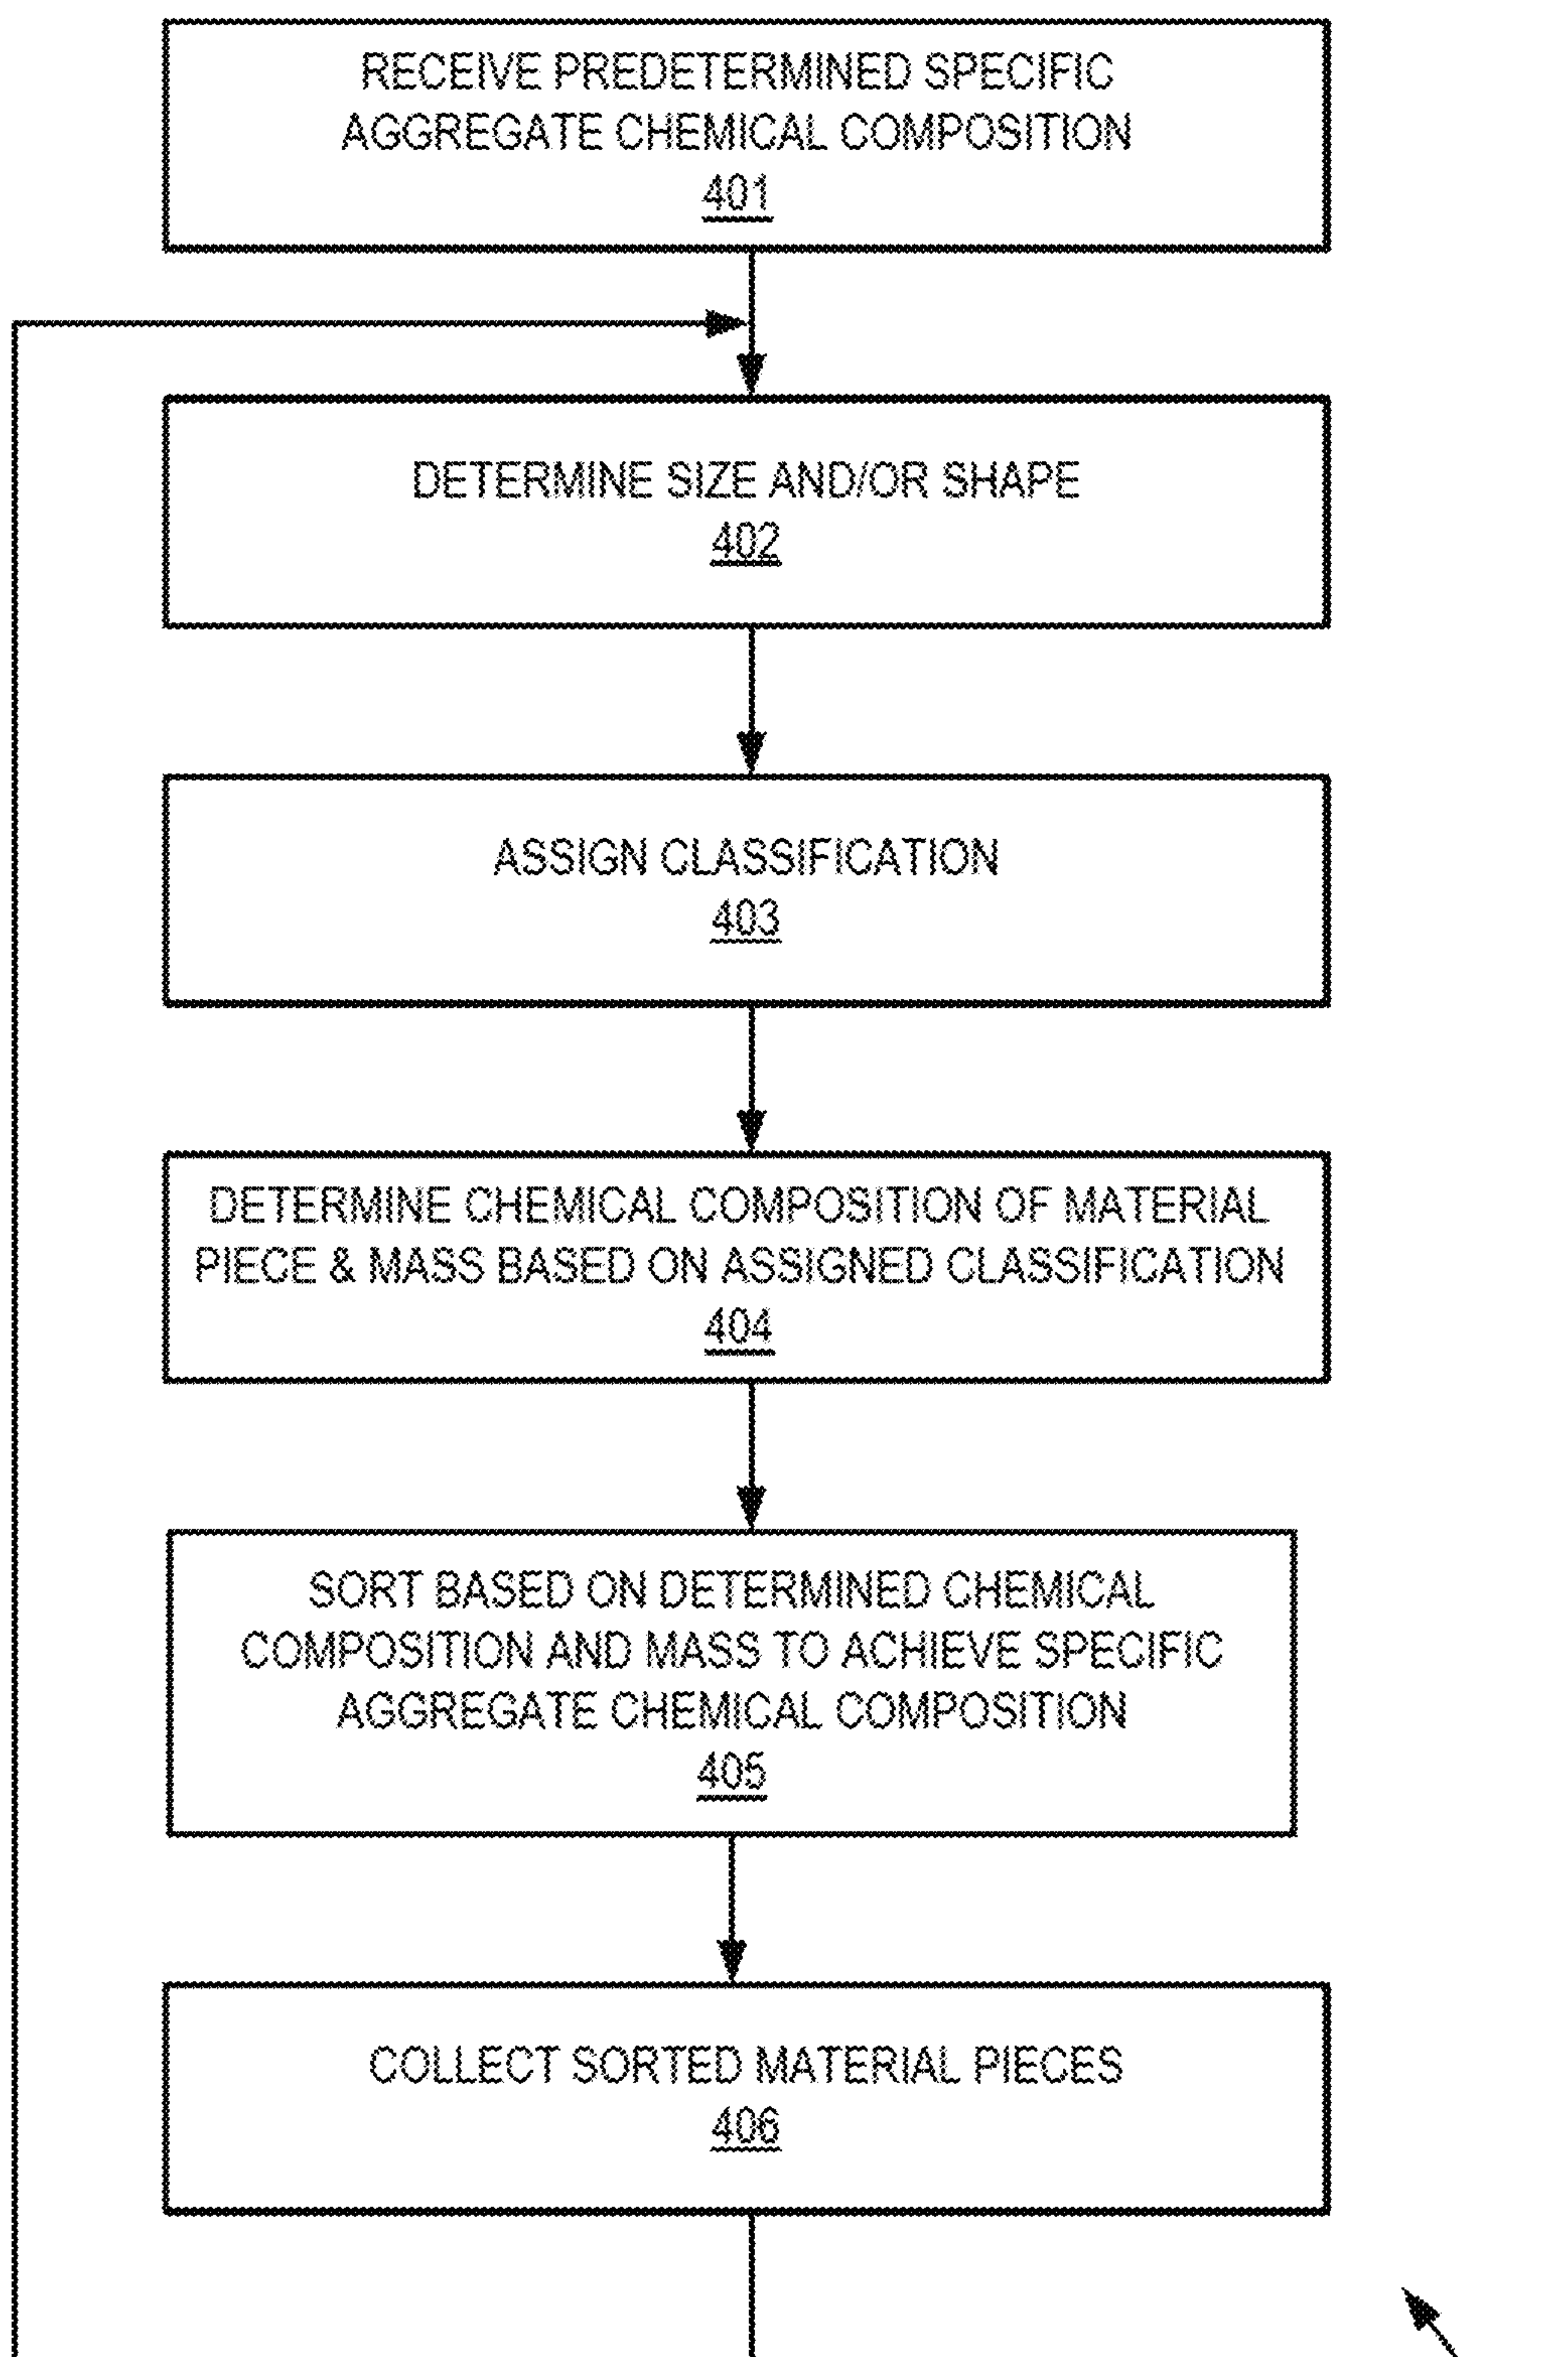 RECEIVE PREDETERMINED SPECIFIC
AGGREGATE CHEMICAL COMPOSITION
401
DETERMINE SIZE AND/OR SHAPE
402
ASSIGN CLASSIFICATION
403
DETERMINE CHEMICAL COMPOSITION OF MATERIAL
PIECE & MASS BASED ON ASSIGNED CLASSIFICATION
404
SORT BASED ON DETERMINED CHEMICAL
COMPOSITION AND MASS TO ACHIEVE SPECIFIC
AGGREGATE CHEMICAL COMPOSITION
405
COLLECT SORTED MATERIAL PIECES
406